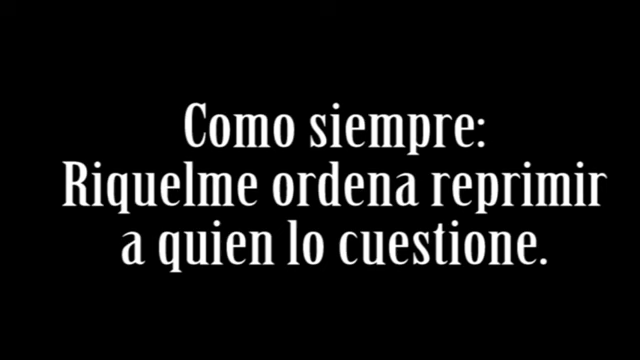 Como siempre:
Riquelme ordena reprimir
a quien lo cuestione.